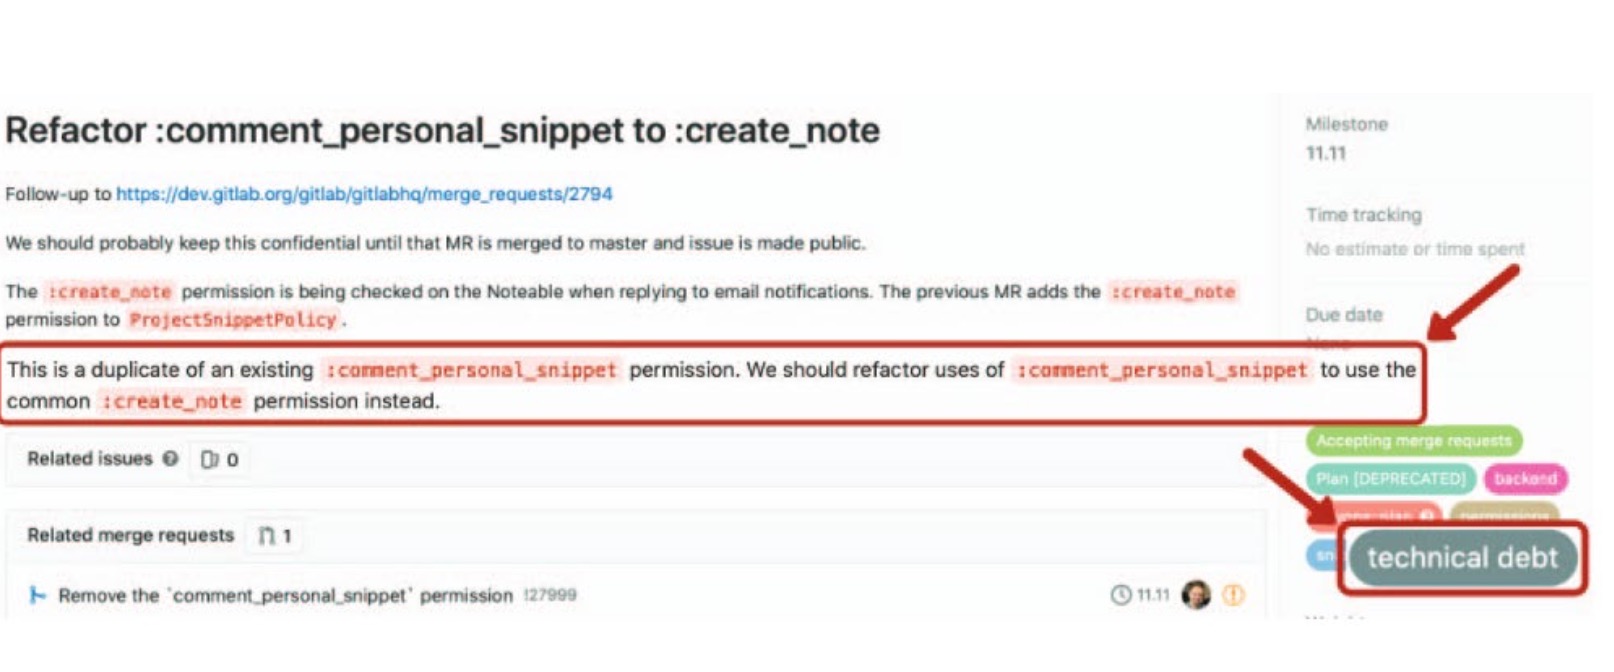 Refactor :comment_personal_snippet to :create_note
Follow-up to https://dev.gitlab.org/gitlab/gitlabhq/merge_requests/2794
We should probably keep this confidential until that MR is merged to master and issue is made public.
The :create_note permission is being checked on the Noteable when replying to email notifications. The previous MR adds the :create_note
permission to ProjectSnippetPolicy.
This is a duplicate of an existing :comment_personal_snippet permission. We should refactor uses of :comment_personal_snippet to use the
common :create_note permission instead.
Related issues 0
Related merge requests 1
Remove the `comment_personal_snippet` permission !27999
11.11
Milestone
11.11
Time tracking
No estimate or time spent
Due date
None
Accepting merge requests
Plan [DEPRECATED] backend
permissions
sn
technical debt